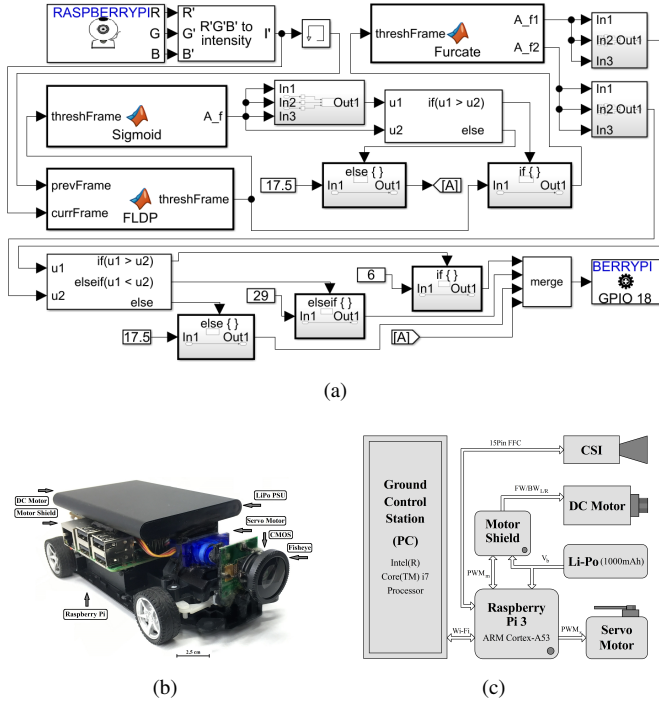 RASPBERRYPI
R
G
B
R'
G'
B'
R'G'B' to
intensity
I'
threshFrame
Furcate
A_f1
A_f2
In1
In2 Out1
In3
In1
In2 Out1
In3
threshFrame
Sigmoid
A_f
In1
In2
In3
Out1
u1
u2
if(u1 > u2)
else
else { }
In1 Out1
17.5
[A]
if { }
In1 Out1
prevFrame
currFrame
threshFrame
FLDP
u1
u2
if(u1 > u2)
elseif(u1 < u2)
else
6
if { }
In1 Out1
29
elseif { }
In1 Out1
17.5
else { }
In1 Out1
[A]
merge
BERRYPI
GPIO 18
(a)
DC Motor
Motor Shield
LiPo PSU
Servo Motor
CMOS
Fisheye
Raspberry Pi
2.5 cm
(b)
Ground
Control
Station
(PC)
Intel(R)
Core(TM) i7
Processor
15Pin FFC
CSI
FW/BW L/R
DC Motor
Motor
Shield
Vb
Li-Po (1000mAh)
PWMm
Raspberry
Pi 3
ARM Cortex-A53
Wi-Fi
PWMs
Servo
Motor
(c)